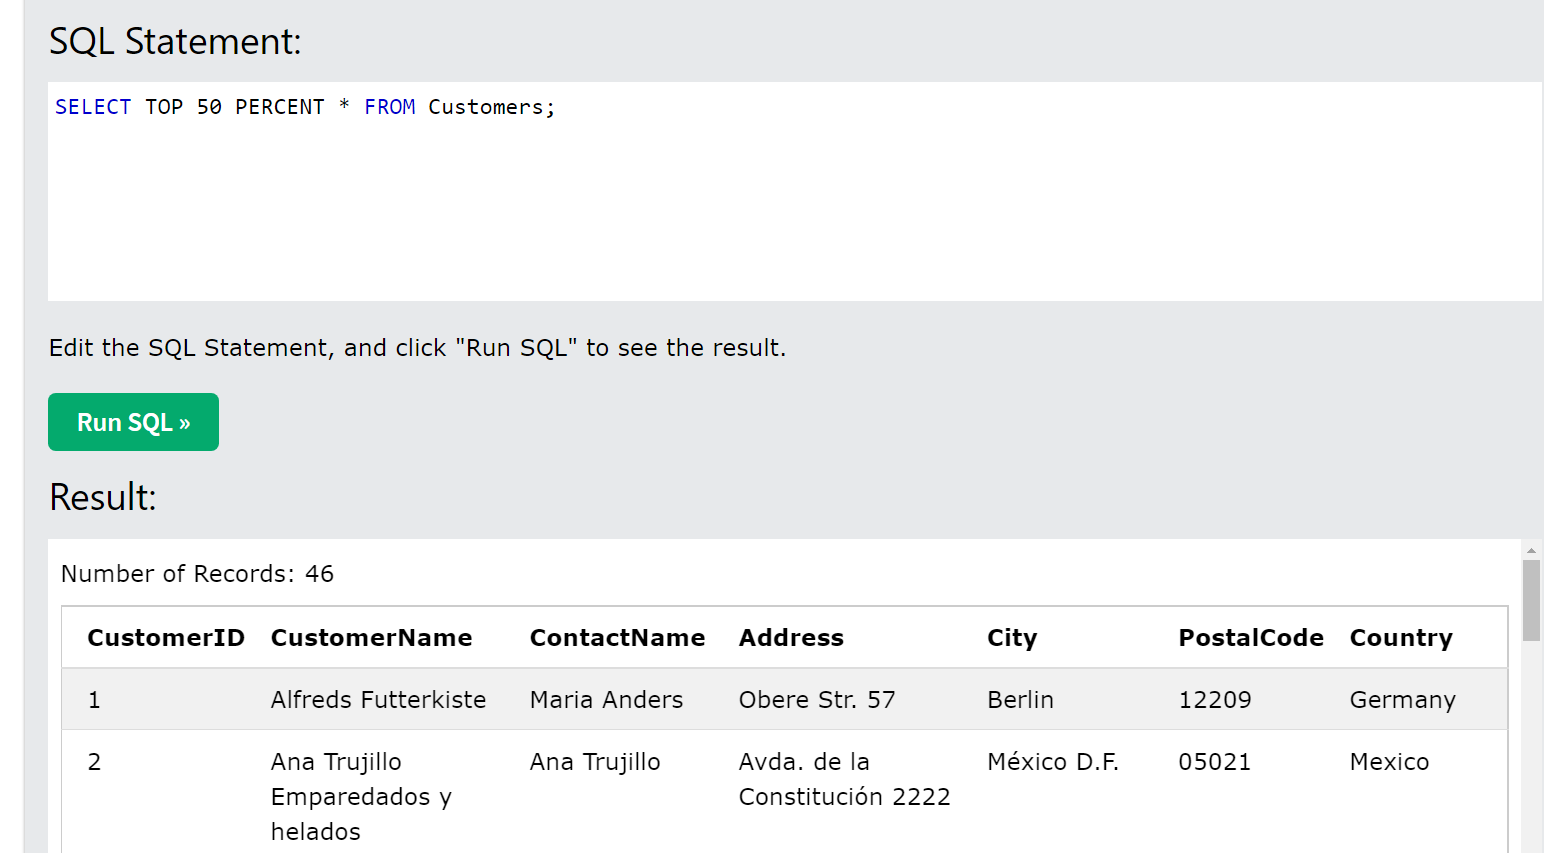 SQL Statement:
SELECT TOP 50 PERCENT * FROM Customers;
Edit the SQL Statement, and click "Run SQL" to see the result.
Run SQL »
Result:
Number of Records: 46
CustomerID CustomerName ContactName Address City PostalCode Country
1 Alfreds Futterkiste Maria Anders Obere Str. 57 Berlin 12209 Germany
2 Ana Trujillo Ana Trujillo Avda. de la México D.F. 05021 Mexico
Emparedados y Constitución 2222
helados